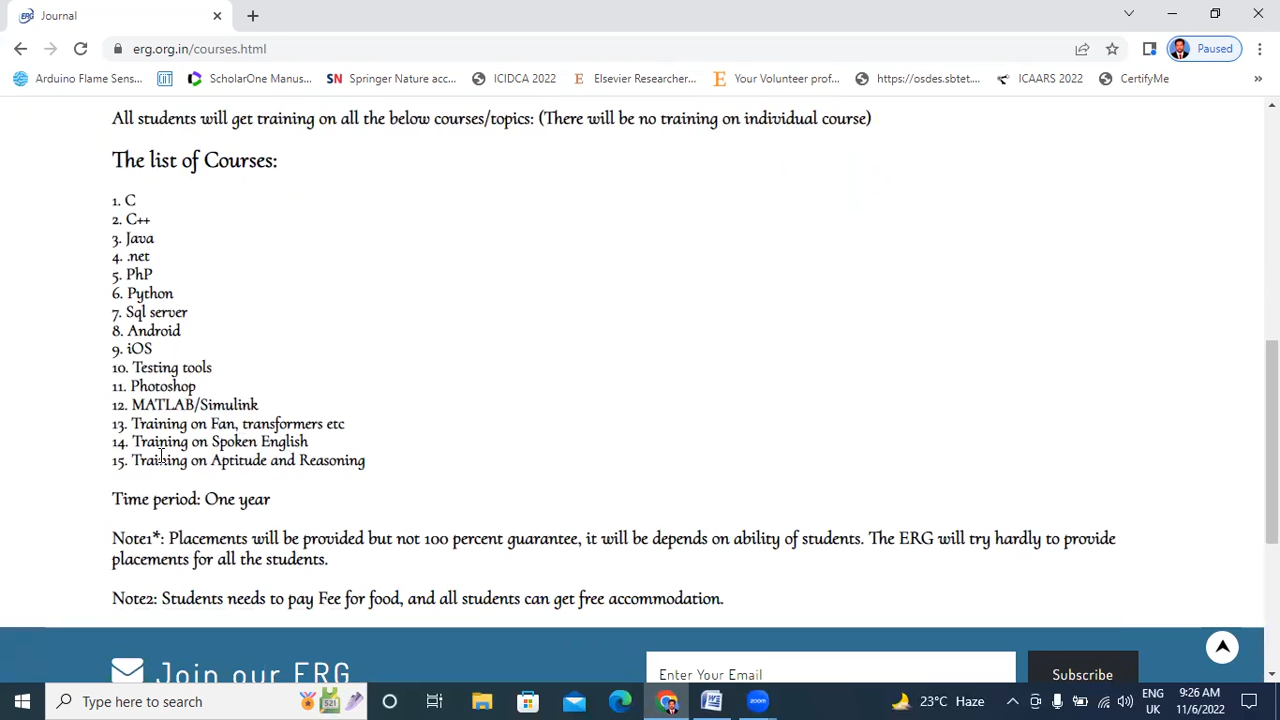 Journal
erg.org.in/courses.html
Paused
Arduino Flame Sens...
ScholarOne Manus...
SN Springer Nature acc...
ICIDCA 2022
E Elsevier Researcher...
Your Volunteer prof...
https://osdes.sbtet....
ICAARS 2022
CertifyMe
»
All students will get training on all the below courses/topics: (There will be no training on individual course)
The list of Courses:
1. C
2. C++
3. Java
4. .net
5. PhP
6. Python
7. Sql server
8. Android
9. iOS
10. Testing tools
11. Photoshop
12. MATLAB/Simulink
13. Training on Fan, transformers etc
14. Training on Spoken English
15. Training on Aptitude and Reasoning
Time period: One year
Note1*: Placements will be provided but not 100 percent guarantee, it will be depends on ability of students. The ERG will try hardly to provide
placements for all the students.
Note2: Students needs to pay Fee for food, and all students can get free accommodation.
Join our ERG
Enter Your Email
Subscribe
Type here to search
23°C Haze
ENG
UK
9:26 AM
11/6/2022